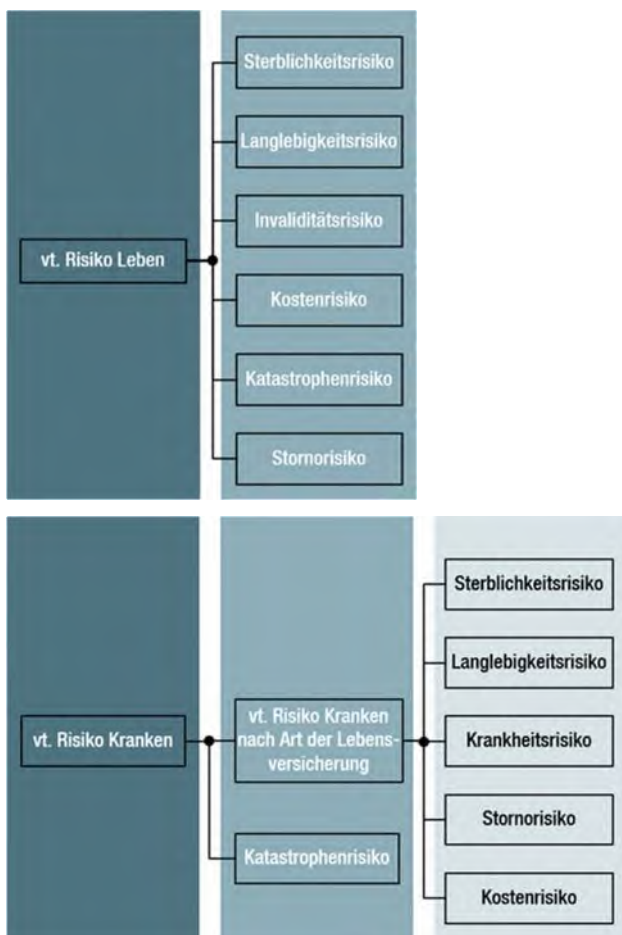 vt. Risiko Leben
Sterblichkeitsrisiko
Langlebigkeitsrisiko
Invaliditätsrisiko
Kostenrisiko
Katastrophenrisiko
Stornorisiko
vt. Risiko Kranken
vt. Risiko Kranken
nach Art der Lebens-
versicherung
Katastrophenrisiko
Sterblichkeitsrisiko
Langlebigkeitsrisiko
Krankheitsrisiko
Stornorisiko
Kostenrisiko